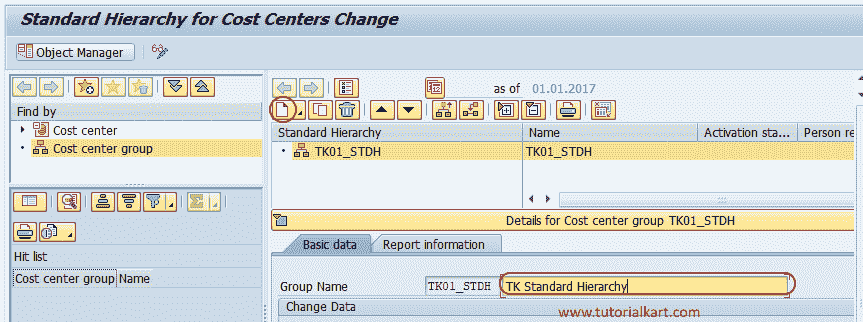 Standard Hierarchy for Cost Centers Change
Object Manager
as of 01.01.2017
Find by
Cost center
Cost center group
Standard Hierarchy Name Activation sta... Person re
TK01_STDH TK01_STDH
Details for Cost center group TK01_STDH
Basic data Report information
Hit list
Cost center group Name
Group Name TK01_STDH TK Standard Hierarchy
Change Data
www.tutorialkart.com